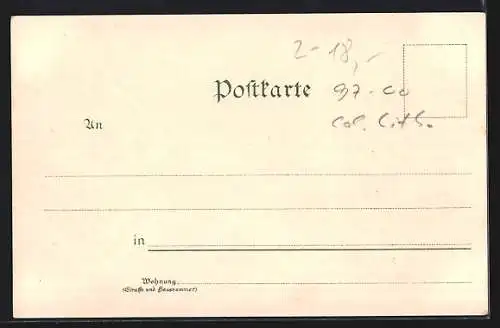 2- 18,-
Postkarte
97-00
Col. Lith.
An
in
Wohnung
(Straße und Hausnummer)